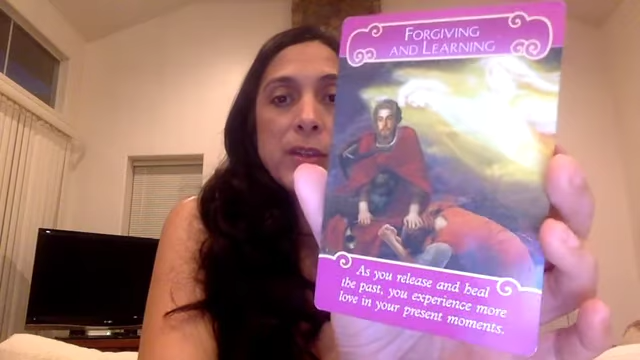 Forgiving
and Learning
As you release and heal
the past, you experience more
love in your present moments.